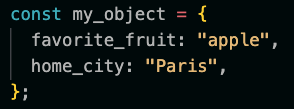 const my_object = {
  favorite_fruit: "apple",
  home_city: "Paris",
};